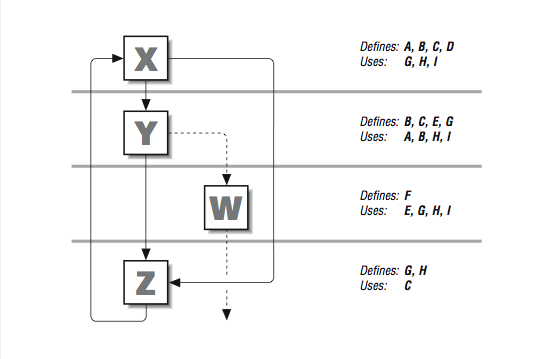 X
Defines: A, B, C, D
Uses: G, H, I
Y
Defines: B, C, E, G
Uses: A, B, H, I
W
Defines: F
Uses: E, G, H, I
Z
Defines: G, H
Uses: C